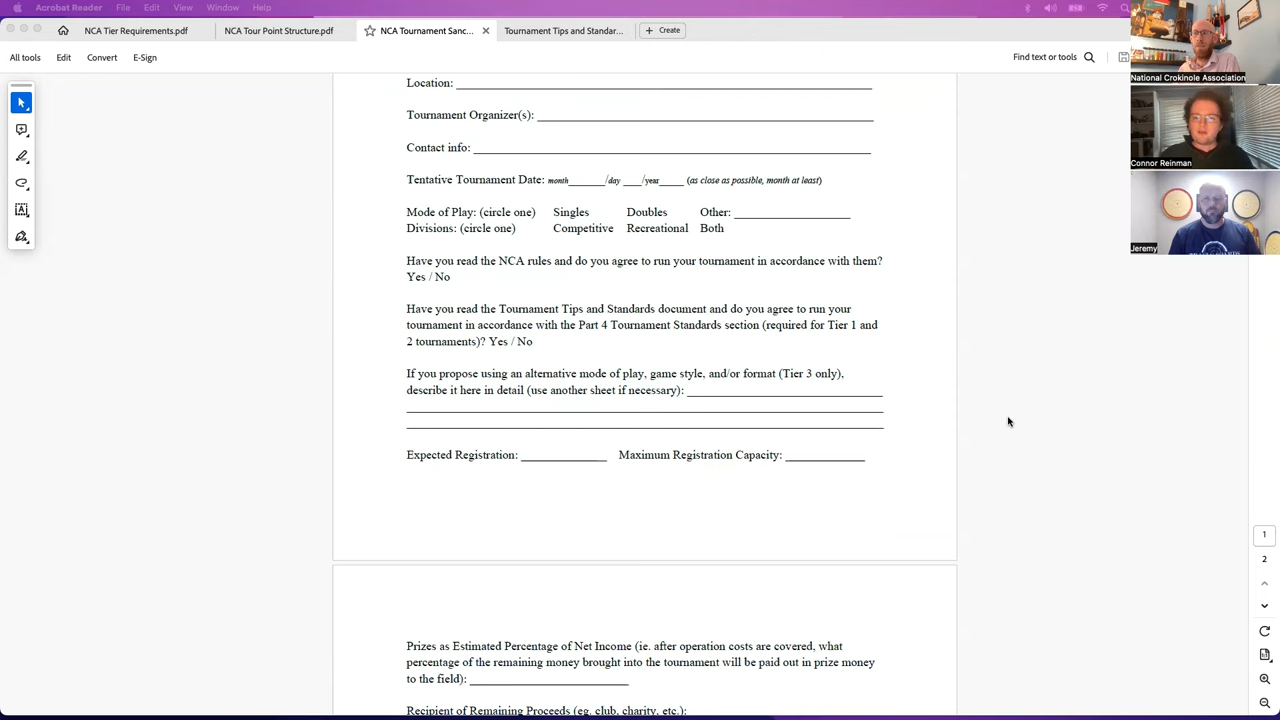 Acrobat Reader File Edit View Window Help
NCA Tier Requirements.pdf NCA Tour Point Structure.pdf NCA Tournament Sanc... Tournament Tips and Standar... Create
All tools Edit Convert E-Sign Find text or tools
National Crokinole Association
Connor Reinman
Jeremy
Location: 
Tournament Organizer(s): 
Contact info: 
Tentative Tournament Date: month______/day ___/year____ (as close as possible, month at least)
Mode of Play: (circle one) Singles Doubles Other: 
Divisions: (circle one) Competitive Recreational Both
Have you read the NCA rules and do you agree to run your tournament in accordance with them?
Yes / No
Have you read the Tournament Tips and Standards document and do you agree to run your
tournament in accordance with the Part 4 Tournament Standards section (required for Tier 1 and
2 tournaments)? Yes / No
If you propose using an alternative mode of play, game style, and/or format (Tier 3 only),
describe it here in detail (use another sheet if necessary): 
Expected Registration: ____________ Maximum Registration Capacity: ____________
1
2
Prizes as Estimated Percentage of Net Income (ie. after operation costs are covered, what
percentage of the remaining money brought into the tournament will be paid out in prize money
to the field): 
Recipient of Remaining Proceeds (eg. club, charity, etc.):